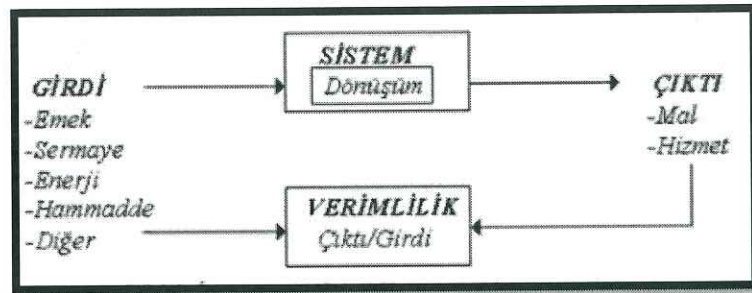 SİSTEM
Dönüşüm
GİRDİ
-Emek
-Sermaye
-Enerji
-Hammadde
-Diğer
ÇIKTI
-Mal
-Hizmet
VERİMLİLİK
Çıktı/Girdi